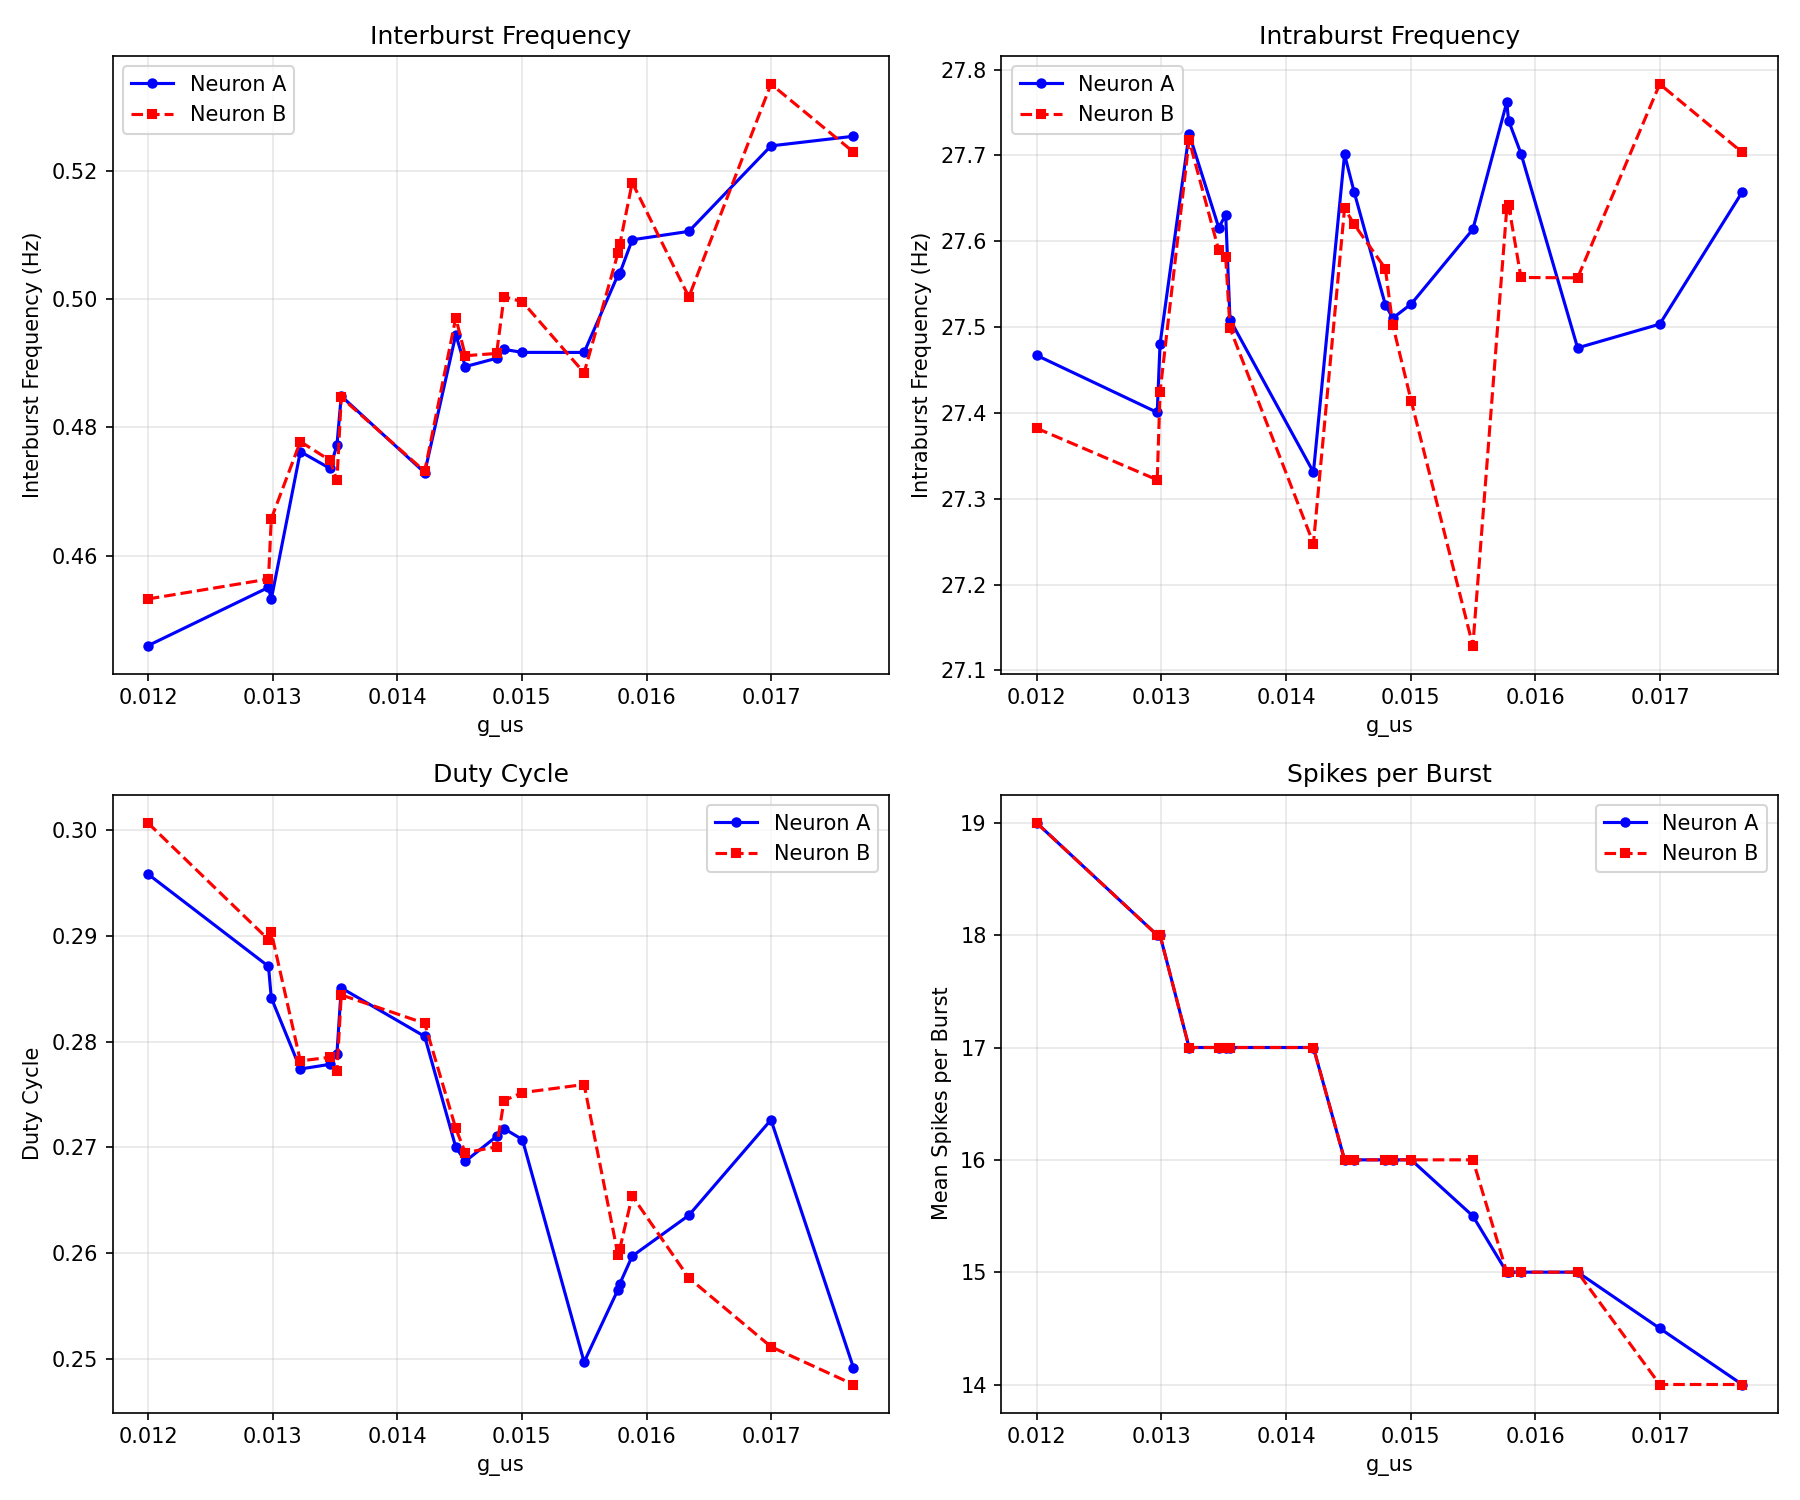 Interburst Frequency
Neuron A
Neuron B
Interburst Frequency (Hz)
0.52
0.50
0.48
0.46
0.012 0.013 0.014 0.015 0.016 0.017
g_us
Intraburst Frequency
Neuron A
Neuron B
Intraburst Frequency (Hz)
27.8
27.7
27.6
27.5
27.4
27.3
27.2
27.1
0.012 0.013 0.014 0.015 0.016 0.017
g_us
Duty Cycle
Neuron A
Neuron B
Duty Cycle
0.30
0.29
0.28
0.27
0.26
0.25
0.012 0.013 0.014 0.015 0.016 0.017
g_us
Spikes per Burst
Neuron A
Neuron B
Mean Spikes per Burst
19
18
17
16
15
14
0.012 0.013 0.014 0.015 0.016 0.017
g_us